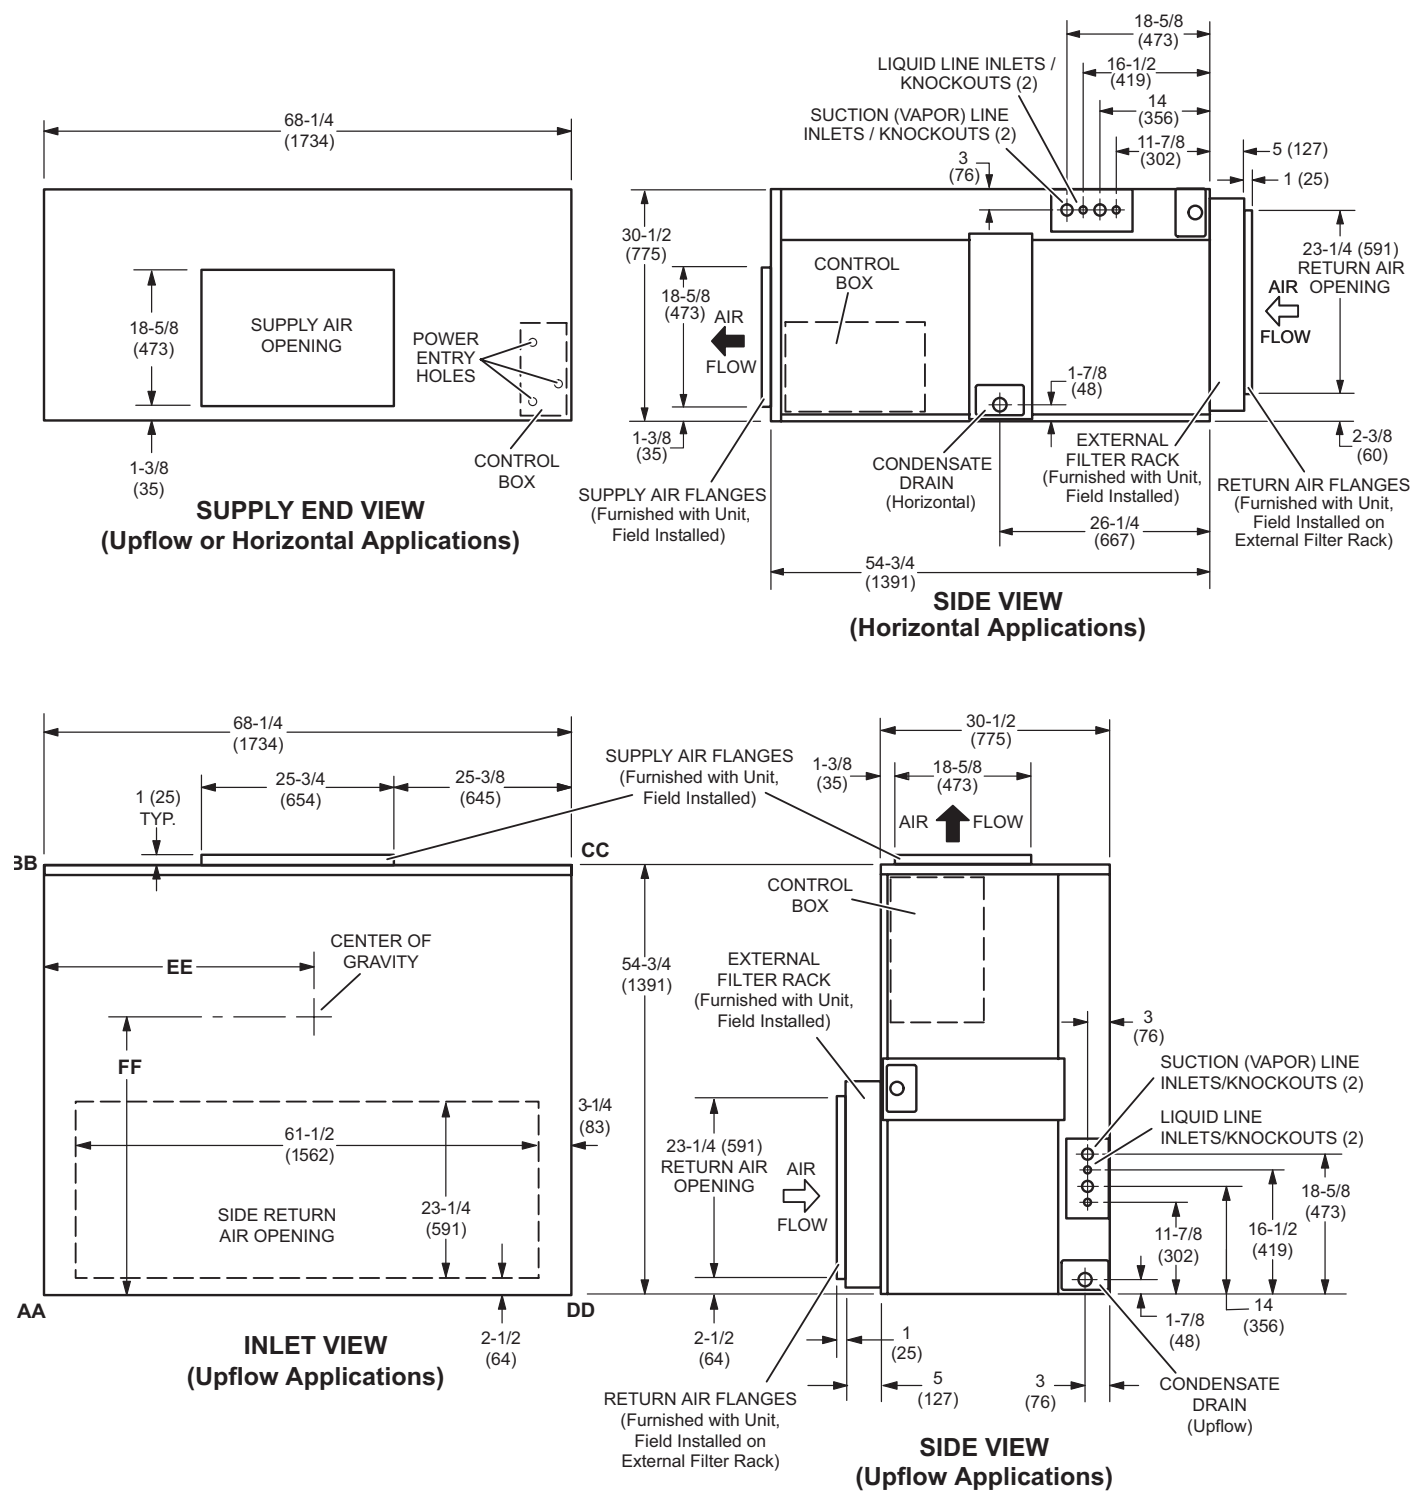 68-1/4
(1734)
18-5/8
(473)
SUPPLY AIR
OPENING
POWER
ENTRY
HOLES
1-3/8
(35)
CONTROL
BOX
SUPPLY END VIEW
(Upflow or Horizontal Applications)
18-5/8
(473)
LIQUID LINE INLETS /
KNOCKOUTS (2)
16-1/2
(419)
SUCTION (VAPOR) LINE
INLETS / KNOCKOUTS (2)
14
(356)
11-7/8
(302)
5 (127)
3
(76)
1 (25)
30-1/2
(775)
CONTROL
BOX
18-5/8
(473)
AIR
FLOW
23-1/4 (591)
RETURN AIR
OPENING
AIR
FLOW
1-7/8
(48)
1-3/8
(35)
CONDENSATE
DRAIN
(Horizontal)
EXTERNAL
FILTER RACK
(Furnished with Unit,
Field Installed)
2-3/8
(60)
SUPPLY AIR FLANGES
(Furnished with Unit,
Field Installed)
RETURN AIR FLANGES
(Furnished with Unit,
Field Installed on
External Filter Rack)
26-1/4
(667)
54-3/4
(1391)
SIDE VIEW
(Horizontal Applications)
68-1/4
(1734)
25-3/4
(654)
25-3/8
(645)
1 (25)
TYP.
SUPPLY AIR FLANGES
(Furnished with Unit,
Field Installed)
BB
CC
CENTER OF
GRAVITY
EE
FF
54-3/4
(1391)
61-1/2
(1562)
3-1/4
(83)
SIDE RETURN
AIR OPENING
23-1/4
(591)
AA
DD
2-1/2
(64)
INLET VIEW
(Upflow Applications)
30-1/2
(775)
1-3/8
(35)
18-5/8
(473)
AIR
FLOW
CONTROL
BOX
EXTERNAL
FILTER RACK
(Furnished with Unit,
Field Installed)
3
(76)
SUCTION (VAPOR) LINE
INLETS/KNOCKOUTS (2)
LIQUID LINE
INLETS/KNOCKOUTS (2)
23-1/4 (591)
RETURN AIR
OPENING
AIR
FLOW
18-5/8
(473)
16-1/2
(419)
11-7/8
(302)
14
(356)
1-7/8
(48)
2-1/2
(64)
1
(25)
5
(127)
3
(76)
CONDENSATE
DRAIN
(Upflow)
RETURN AIR FLANGES
(Furnished with Unit,
Field Installed on
External Filter Rack)
SIDE VIEW
(Upflow Applications)